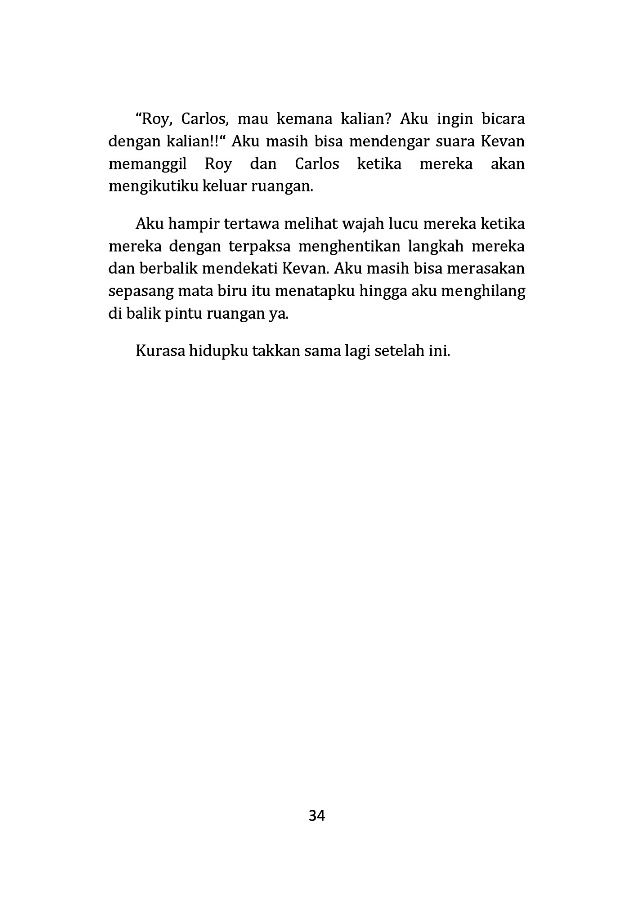 “Roy, Carlos, mau kemana kalian? Aku ingin bicara
dengan kalian!!“ Aku masih bisa mendengar suara Kevan
memanggil Roy dan Carlos ketika mereka akan
mengikutiku keluar ruangan.
Aku hampir tertawa melihat wajah lucu mereka ketika
mereka dengan terpaksa menghentikan langkah mereka
dan berbalik mendekati Kevan. Aku masih bisa merasakan
sepasang mata biru itu menatapku hingga aku menghilang
di balik pintu ruangan ya.
Kurasa hidupku takkan sama lagi setelah ini.
34